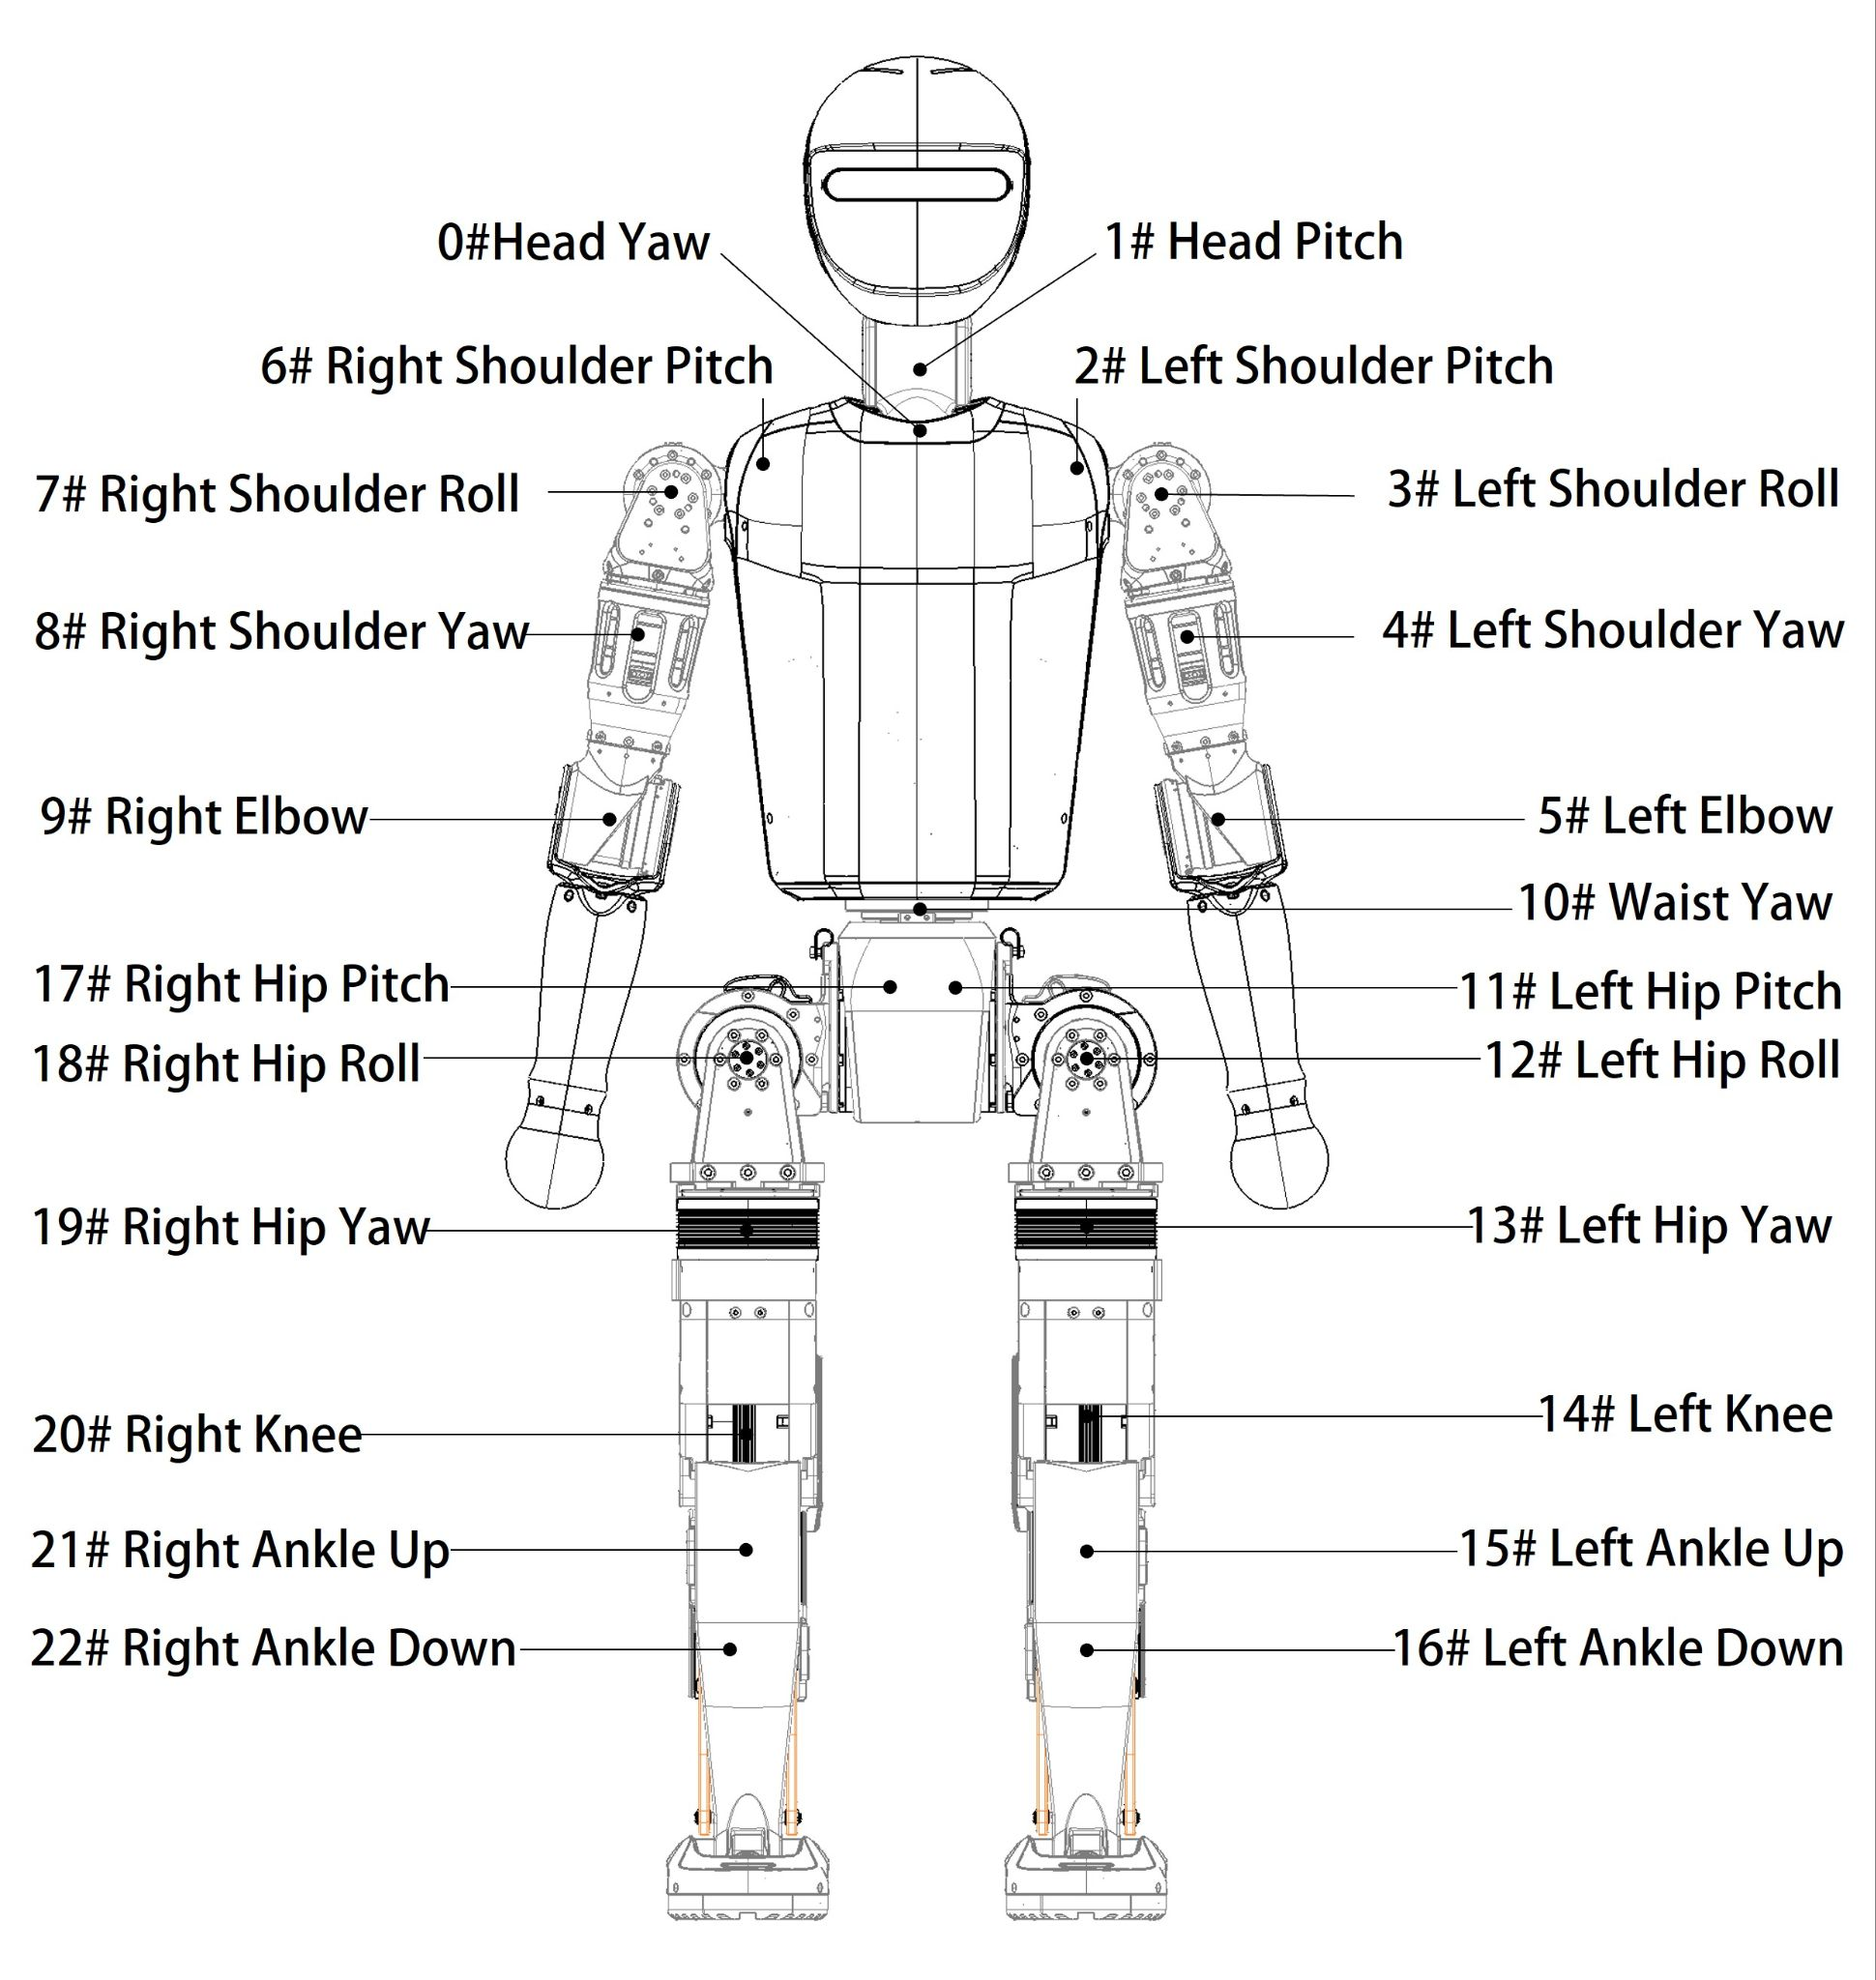 0#Head Yaw
1# Head Pitch
6# Right Shoulder Pitch
2# Left Shoulder Pitch
7# Right Shoulder Roll
3# Left Shoulder Roll
8# Right Shoulder Yaw
4# Left Shoulder Yaw
9# Right Elbow
5# Left Elbow
10# Waist Yaw
17# Right Hip Pitch
11# Left Hip Pitch
18# Right Hip Roll
12# Left Hip Roll
19# Right Hip Yaw
13# Left Hip Yaw
20# Right Knee
14# Left Knee
21# Right Ankle Up
15# Left Ankle Up
22# Right Ankle Down
16# Left Ankle Down